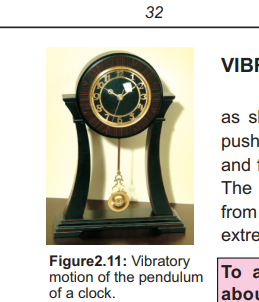 32
VIBR
as sl
push
and t
The
from
extre
Figure2.11: Vibratory
motion of the pendulum
of a clock.
To a
abou